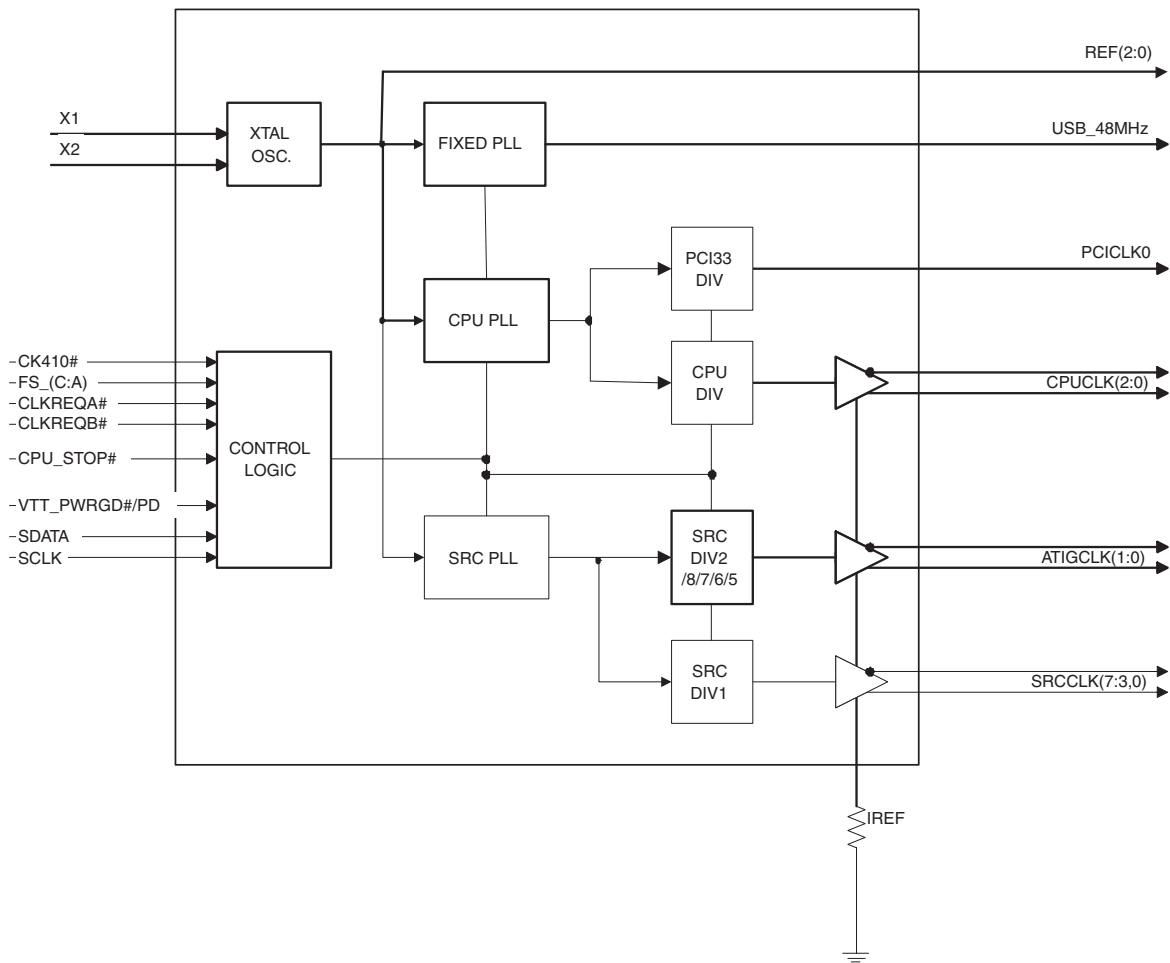 REF(2:0)
X1
X2
XTAL
OSC.
FIXED PLL
USB_48MHz
PCI33
DIV
PCICLK0
CPU PLL
CPU
DIV
CPUCLK(2:0)
CK410#
FS_(C:A)
CLKREQA#
CLKREQB#
CPU_STOP#
VTT_PWRGD#/PD
SDATA
SCLK
CONTROL
LOGIC
SRC PLL
SRC
DIV2
/8/7/6/5
ATIGCLK(1:0)
SRC
DIV1
SRCCLK(7:3,0)
IREF